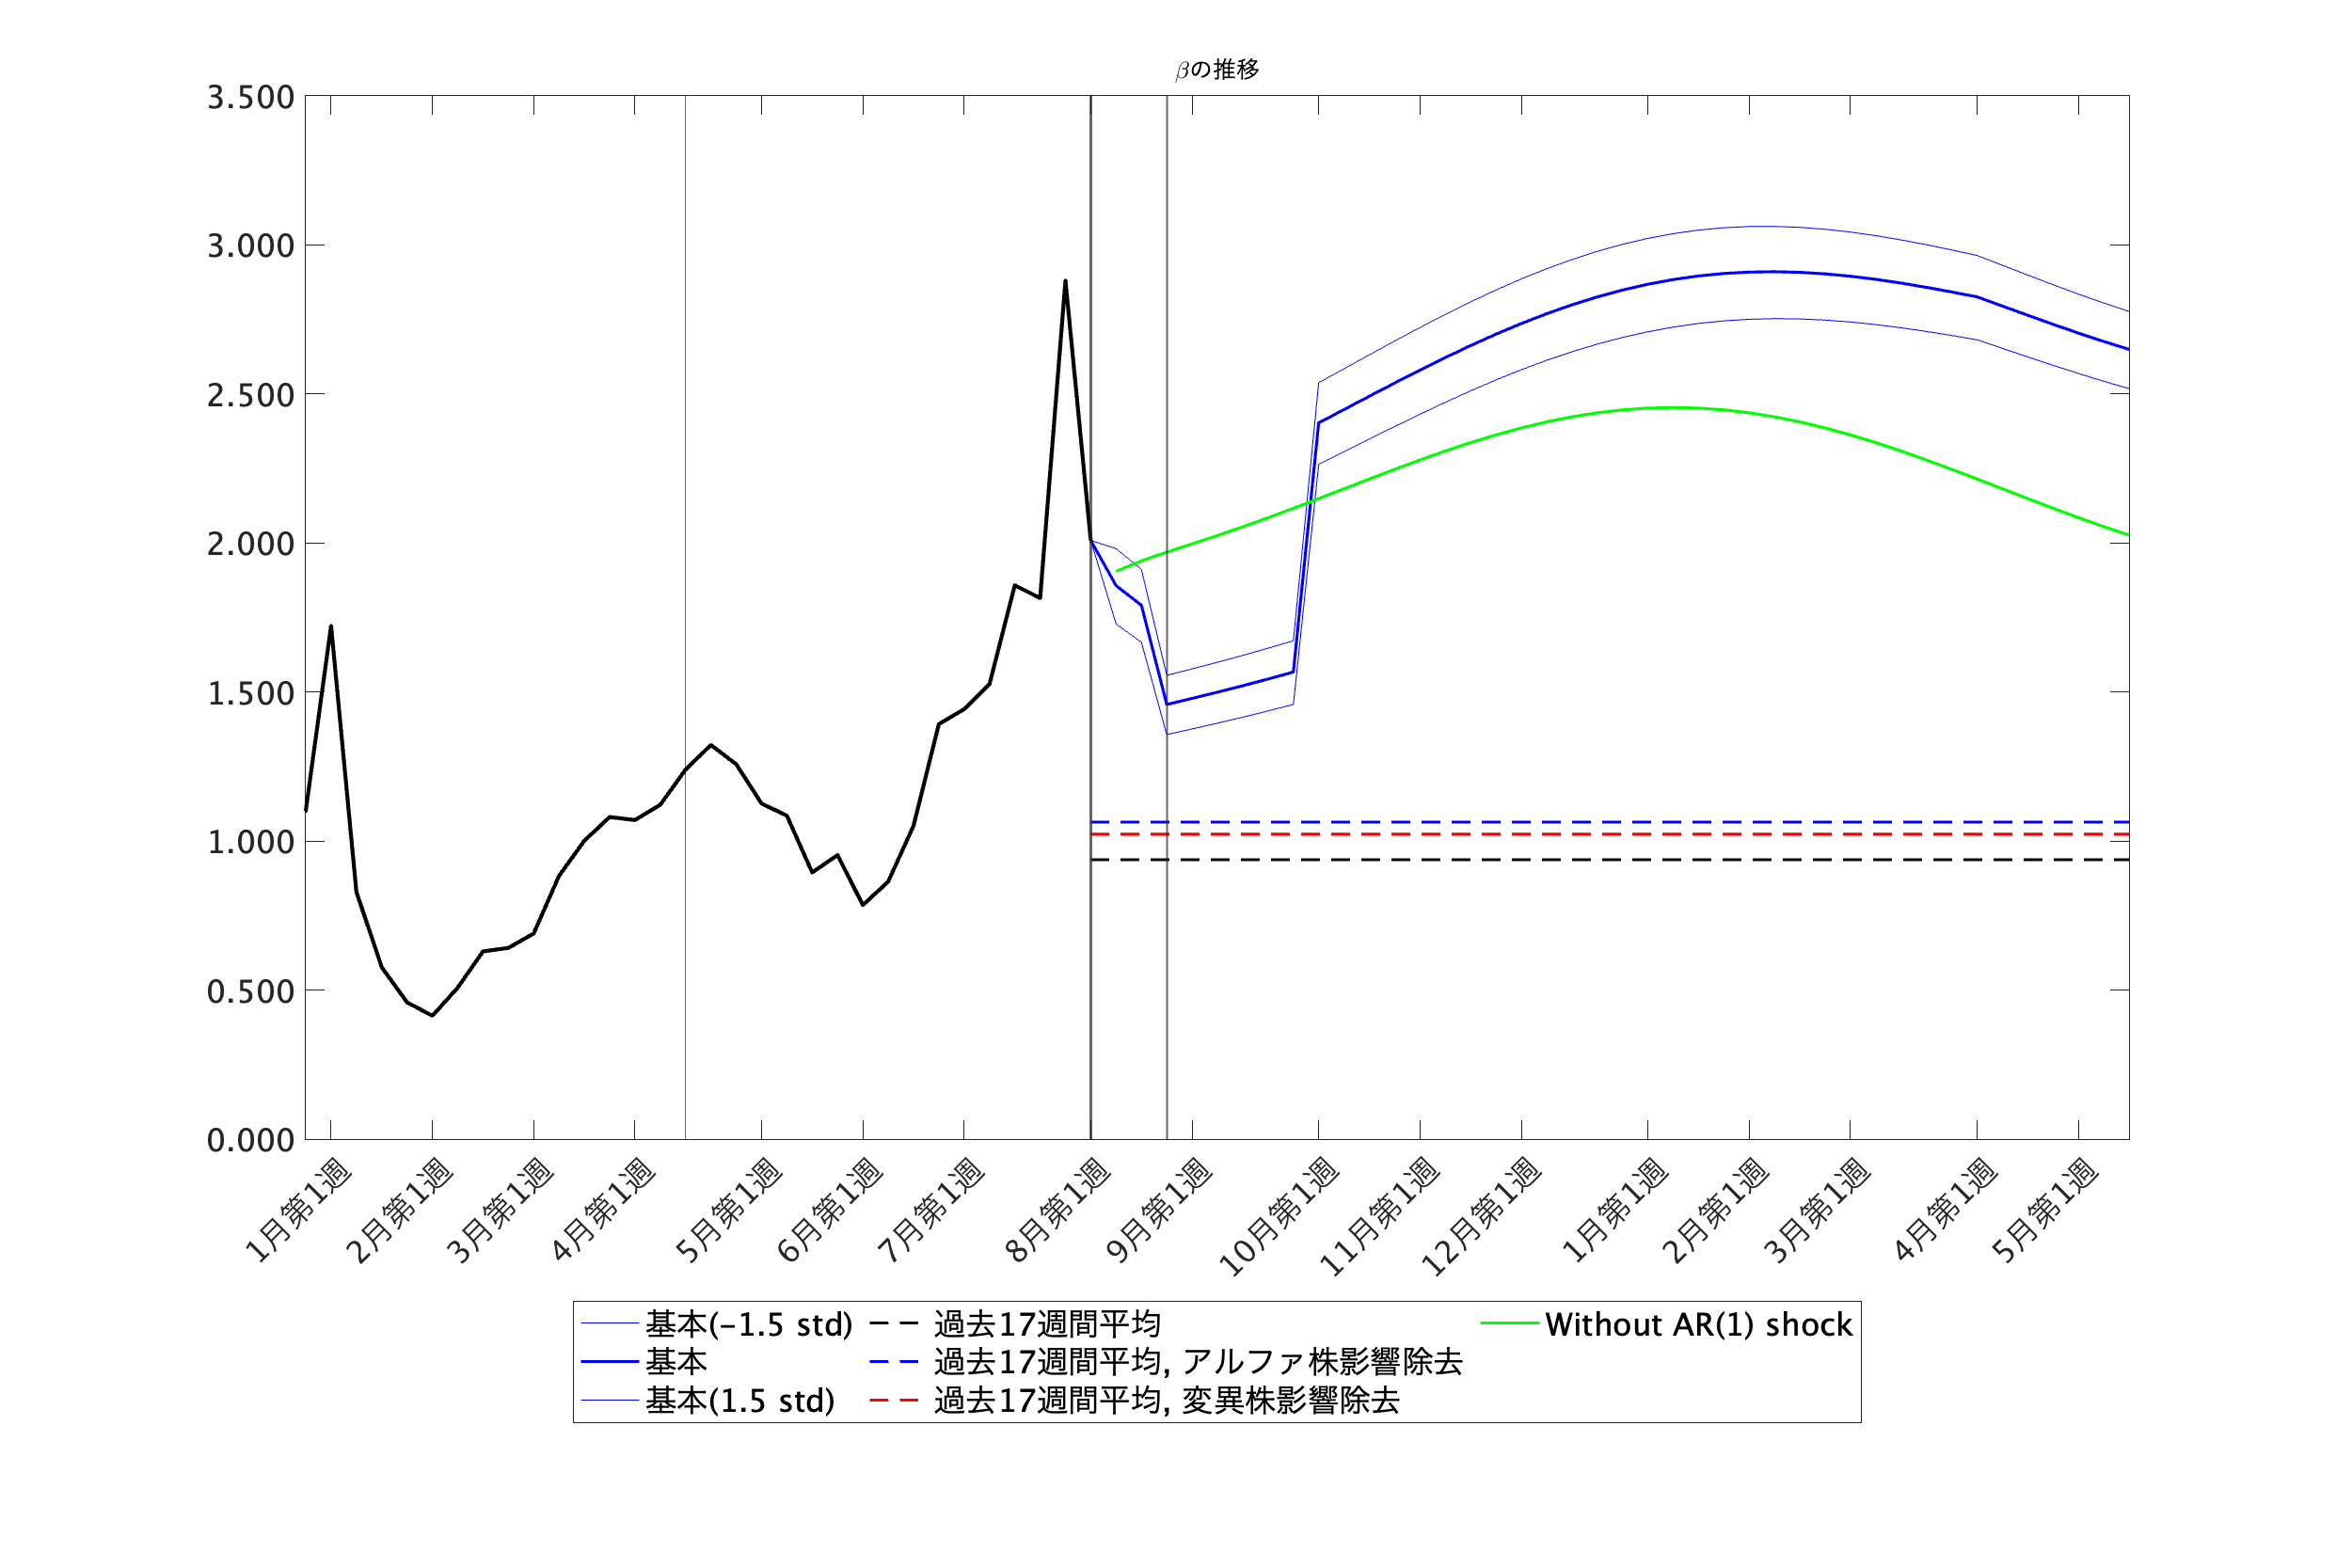 βの推移
3.500
3.000
2.500
2.000
1.500
1.000
0.500
0.000
1月第1週
2月第1週
3月第1週
4月第1週
5月第1週
6月第1週
7月第1週
8月第1週
9月第1週
10月第1週
11月第1週
12月第1週
1月第1週
2月第1週
3月第1週
4月第1週
5月第1週
基本(-1.5 std)
基本
基本(1.5 std)
過去17週間平均
過去17週間平均, アルファ株影響除去
過去17週間平均, 変異株影響除去
Without AR(1) shock